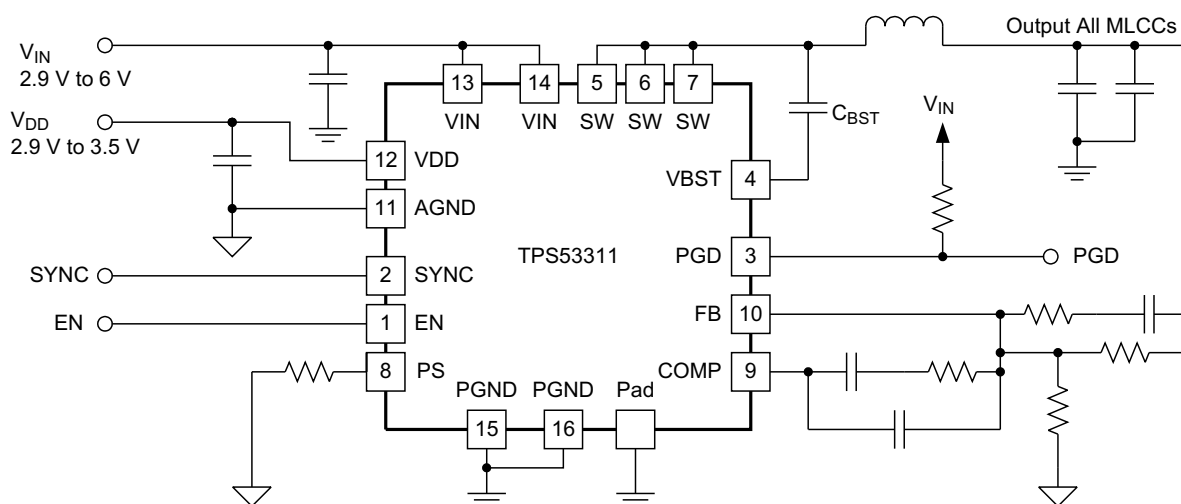 Output All MLCCs
VIN
2.9 V to 6 V
13
14
5
6
7
VIN
VIN
SW
SW
SW
CBST
VIN
VDD
2.9 V to 3.5 V
12
VDD
VBST
4
11
AGND
TPS53311
PGD
3
PGD
SYNC
2
SYNC
EN
1
EN
FB
10
8
PS
COMP
9
PGND
PGND
Pad
15
16